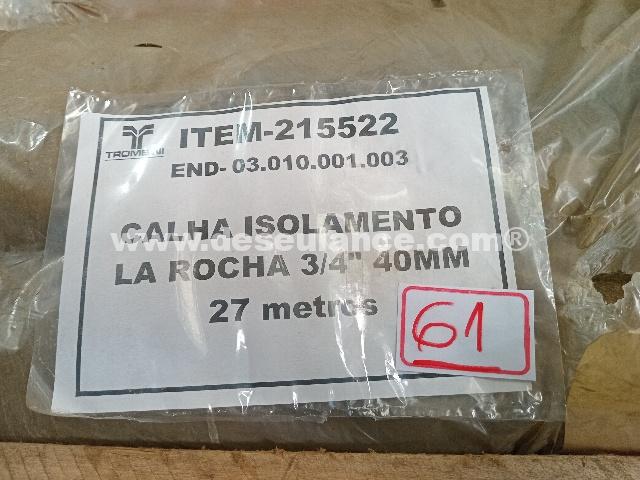 TROMBINI
ITEM-215522
END- 03.010.001.003
CALHA ISOLAMENTO
www.deseulance.com®
LA ROCHA 3/4" 40MM
27 metros
61